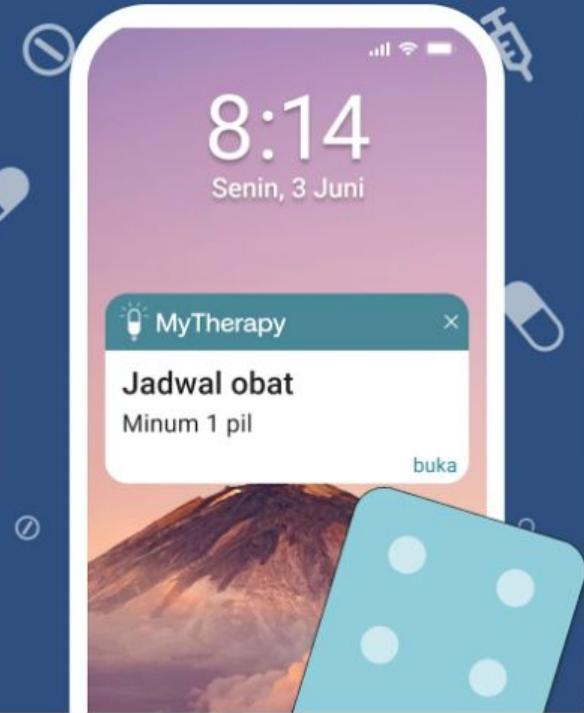 8:14
Senin, 3 Juni
MyTherapy
Jadwal obat
Minum 1 pil
buka